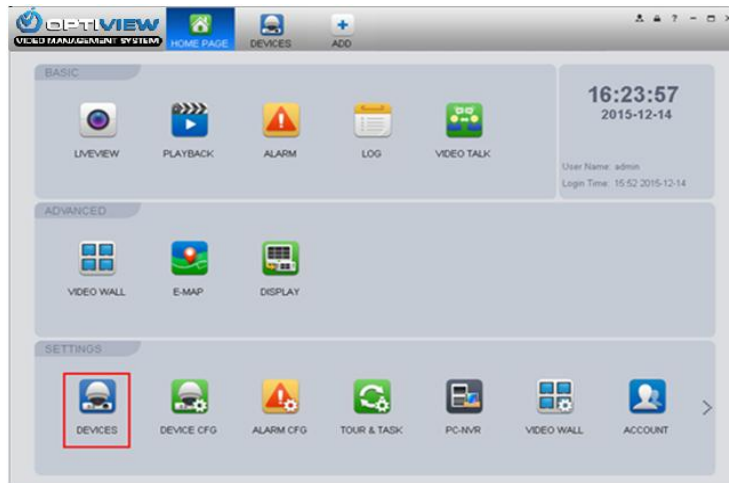 OPTIVIEW
VIDEO MANAGEMENT SYSTEM
HOME PAGE
DEVICES
ADD
?
BASIC
LIVEVIEW
PLAYBACK
ALARM
LOG
VIDEO TALK
16:23:57
2015-12-14
User Name: admin
Login Time: 15:52 2015-12-14
ADVANCED
VIDEO WALL
E-MAP
DISPLAY
SETTINGS
DEVICES
DEVICE CFG
ALARM CFG
TOUR & TASK
PC-NVR
VIDEO WALL
ACCOUNT